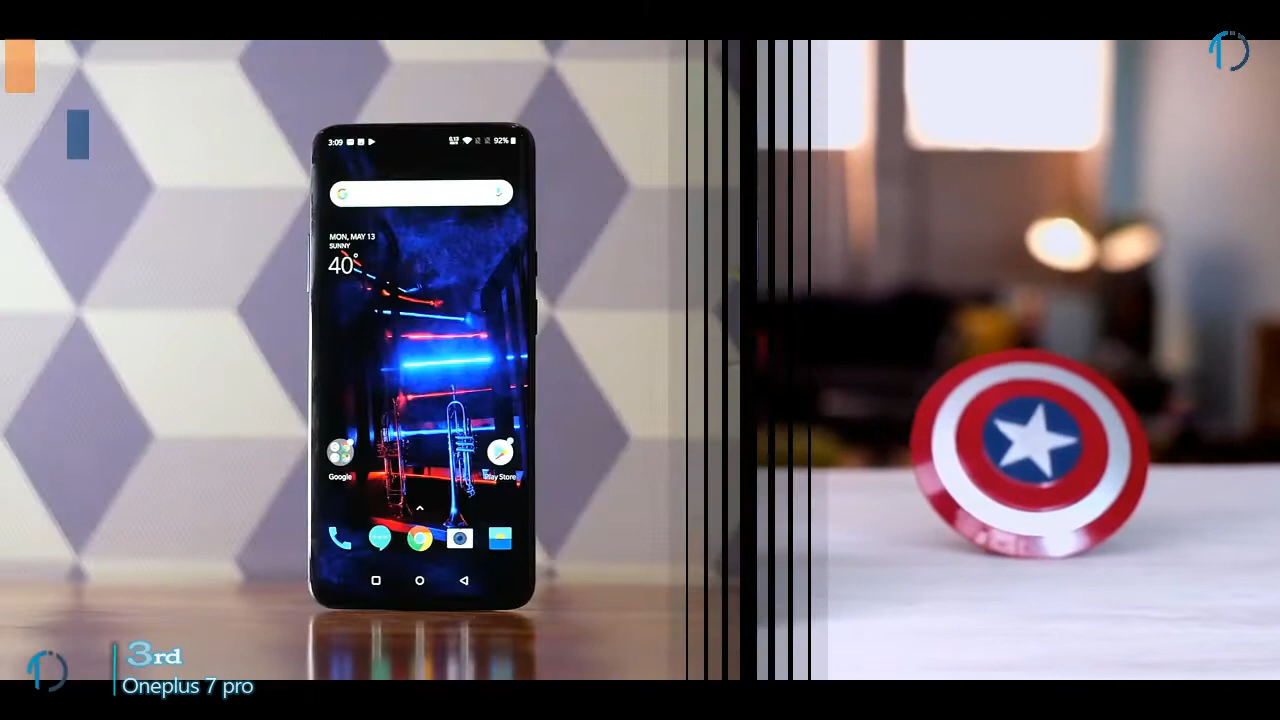 3:09
92%
MON, MAY 13
SUNNY
40°
Google
Play Store
3rd
Oneplus 7 pro